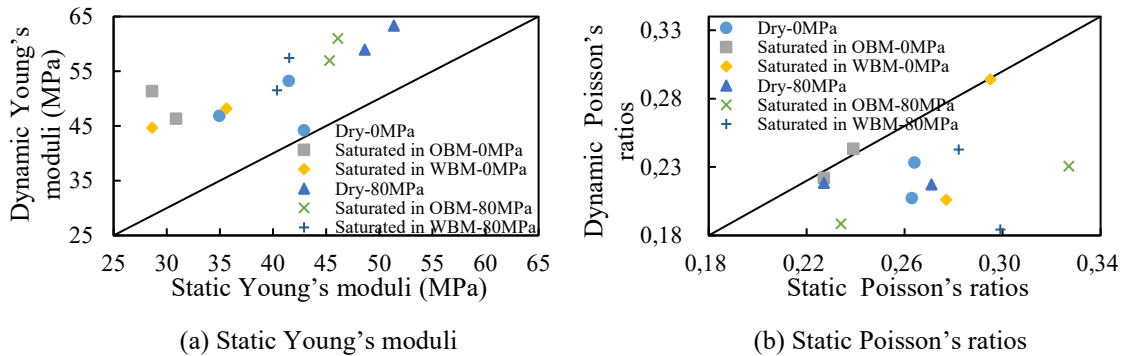 Dynamic Young's
moduli (MPa)
65
55
45
35
25
25 30 35 40 45 50 55 60 65
Static Young's moduli (MPa)
Dry-0MPa
Saturated in OBM-0MPa
Saturated in WBM-0MPa
Dry-80MPa
Saturated in OBM-80MPa
Saturated in WBM-80MPa
(a) Static Young's moduli
Dynamic Poisson's
ratios
0,33
0,28
0,23
0,18
0,18 0,22 0,26 0,30 0,34
Static Poisson's ratios
Dry-0MPa
Saturated in OBM-0MPa
Saturated in WBM-0MPa
Dry-80MPa
Saturated in OBM-80MPa
Saturated in WBM-80MPa
(b) Static Poisson's ratios